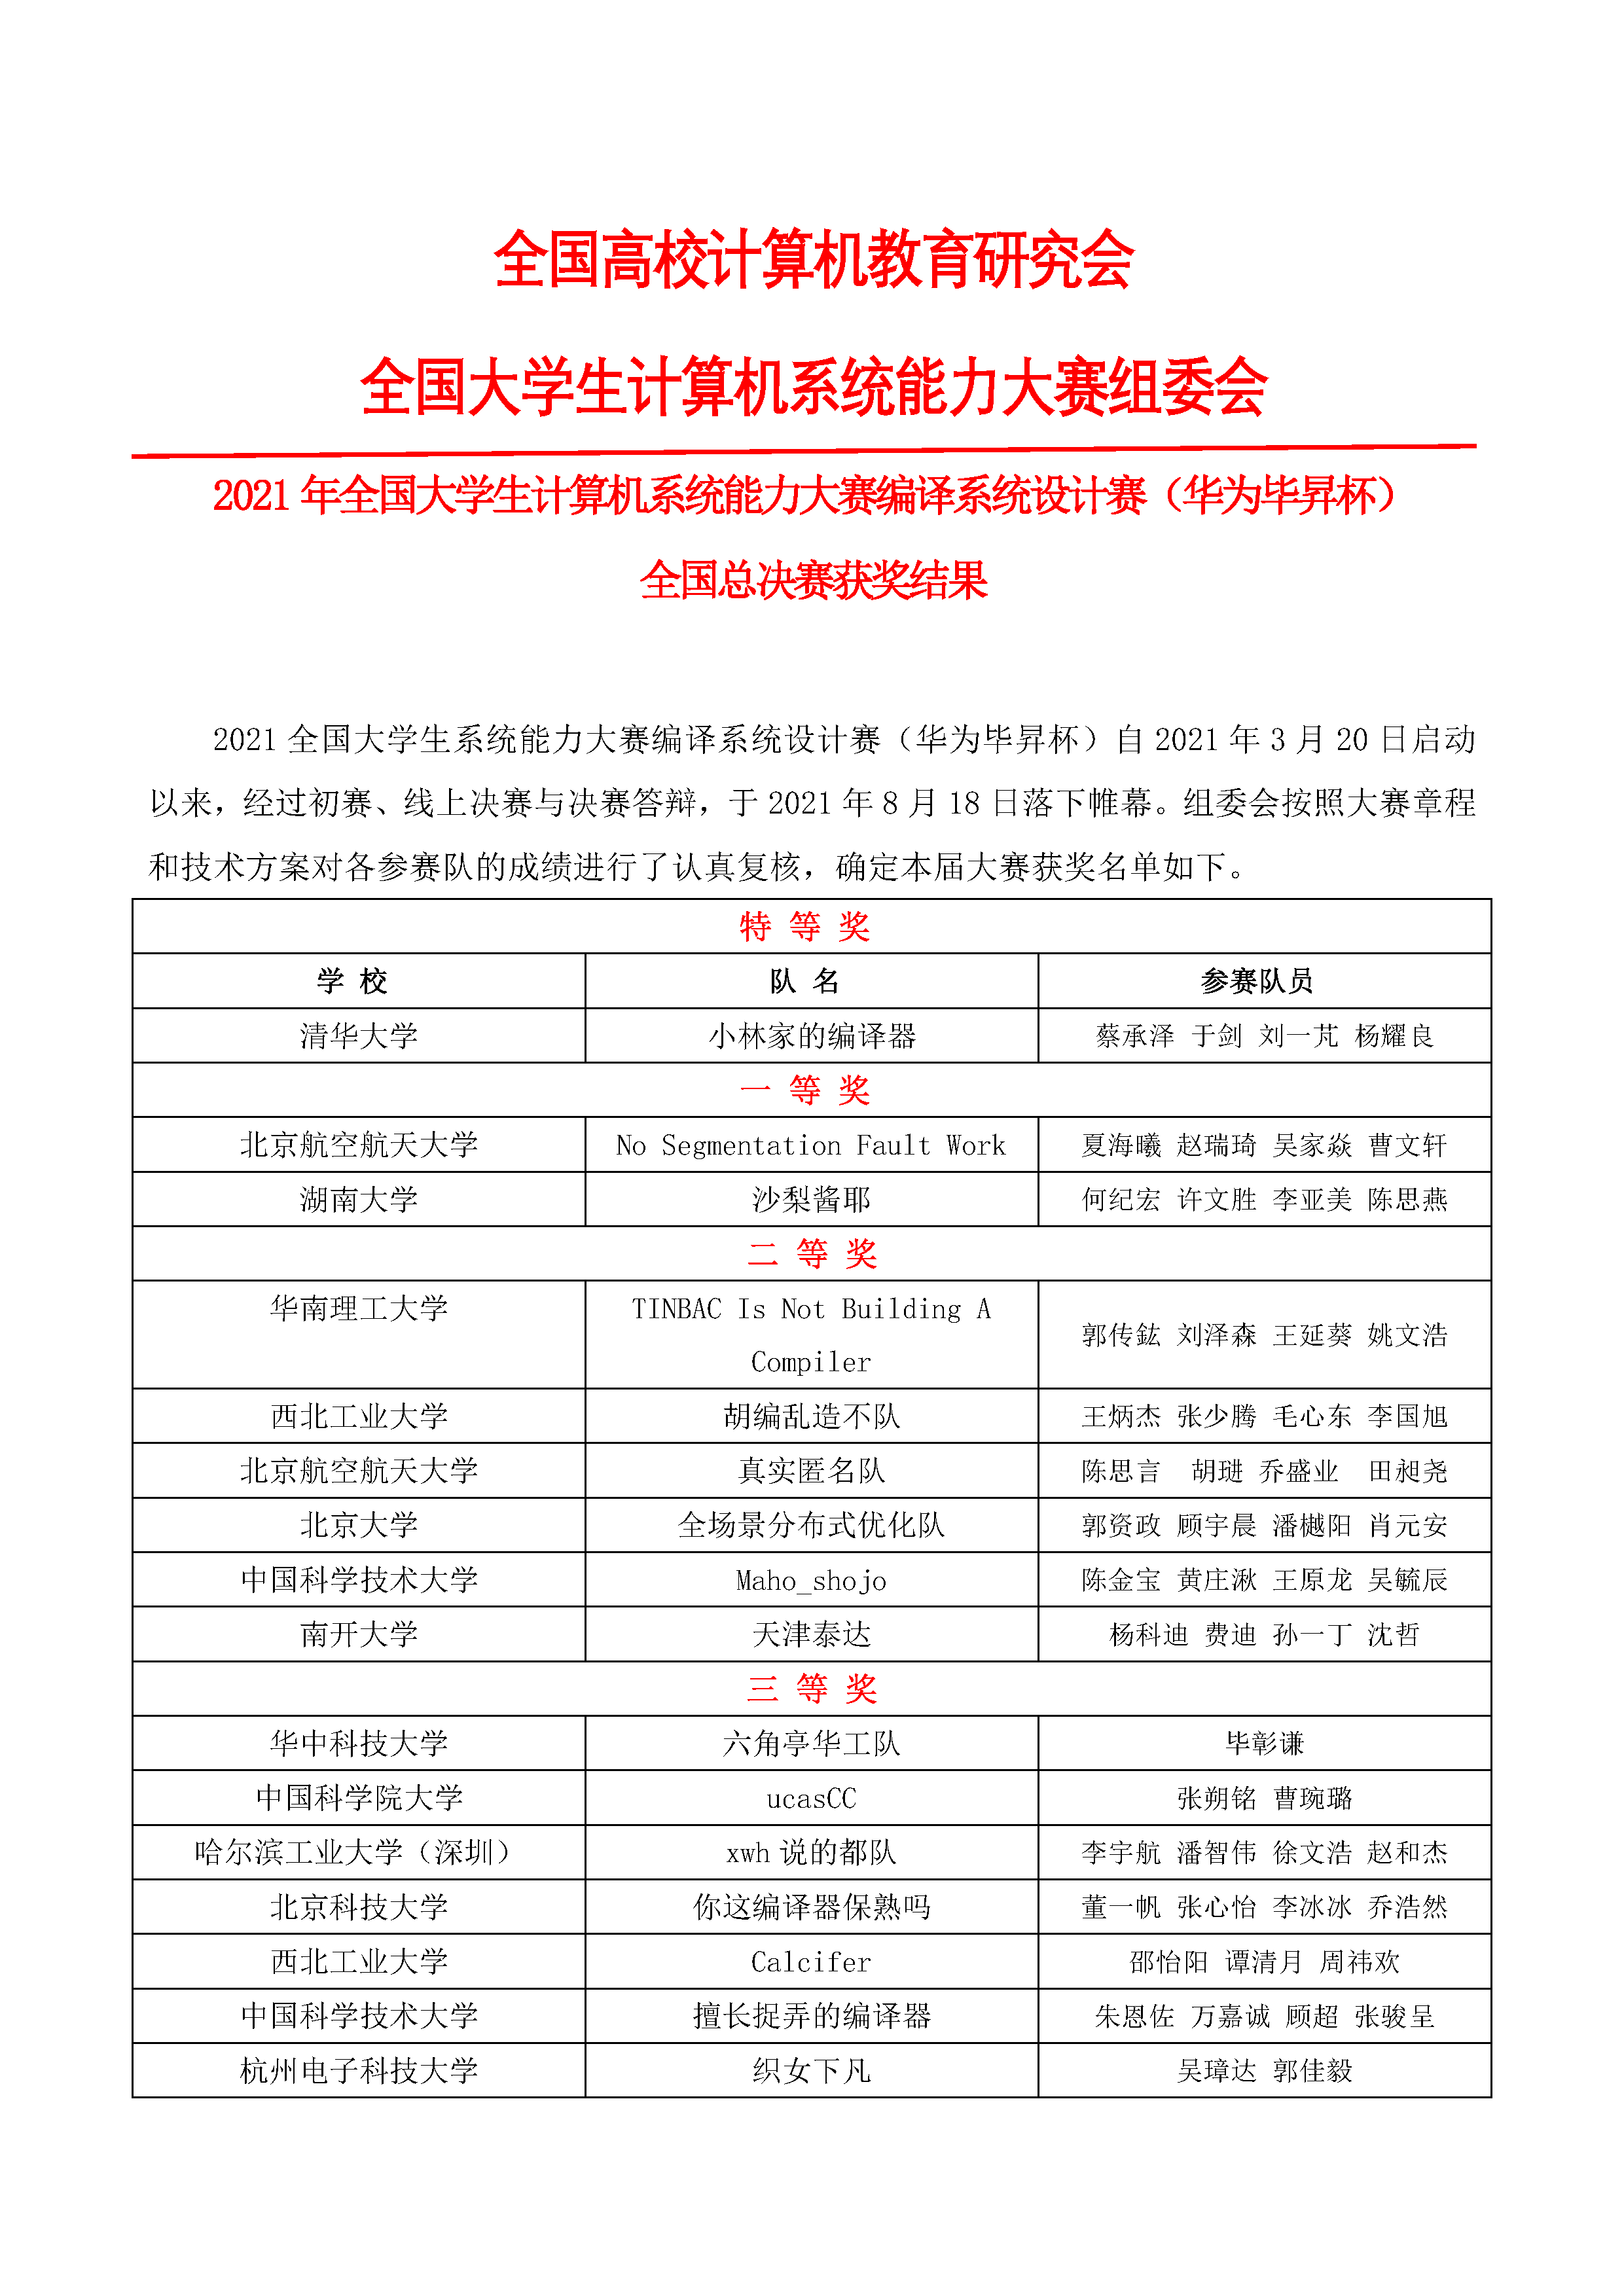 全国高校计算机教育研究会
全国大学生计算机系统能力大赛组委会
2021 年全国大学生计算机系统能力大赛编译系统设计赛（华为毕昇杯）
全国总决赛获奖结果
2021 全国大学生系统能力大赛编译系统设计赛（华为毕昇杯）自 2021 年 3 月 20 日启动
以来，经过初赛、线上决赛与决赛答辩，于 2021 年 8 月 18 日落下帷幕。组委会按照大赛章程
和技术方案对各参赛队的成绩进行了认真复核，确定本届大赛获奖名单如下。
特 等 奖
学 校 队 名 参赛队员
清华大学 小林家的编译器 蔡承泽 于剑 刘一芃 杨耀良
一 等 奖
北京航空航天大学 No Segmentation Fault Work 夏海曦 赵瑞琦 吴家焱 曹文轩
湖南大学 沙梨酱耶 何纪宏 许文胜 李亚美 陈思燕
二 等 奖
华南理工大学 TINBAC Is Not Building A
Compiler 郭传鈜 刘泽森 王延葵 姚文浩
西北工业大学 胡编乱造不队 王炳杰 张少腾 毛心东 李国旭
北京航空航天大学 真实匿名队 陈思言 胡琎 乔盛业 田昶尧
北京大学 全场景分布式优化队 郭资政 顾宇晨 潘樾阳 肖元安
中国科学技术大学 Maho_shojo 陈金宝 黄庄湫 王原龙 吴毓辰
南开大学 天津泰达 杨科迪 费迪 孙一丁 沈哲
三 等 奖
华中科技大学 六角亭华工队 毕彰谦
中国科学院大学 ucasCC 张朔铭 曹琬璐
哈尔滨工业大学（深圳） xwh 说的都队 李宇航 潘智伟 徐文浩 赵和杰
北京科技大学 你这编译器保熟吗 董一帆 张心怡 李冰冰 乔浩然
西北工业大学 Calcifer 邵怡阳 谭清月 周祎欢
中国科学技术大学 擅长捉弄的编译器 朱恩佐 万嘉诚 顾超 张骏呈
杭州电子科技大学 织女下凡 吴璋达 郭佳毅